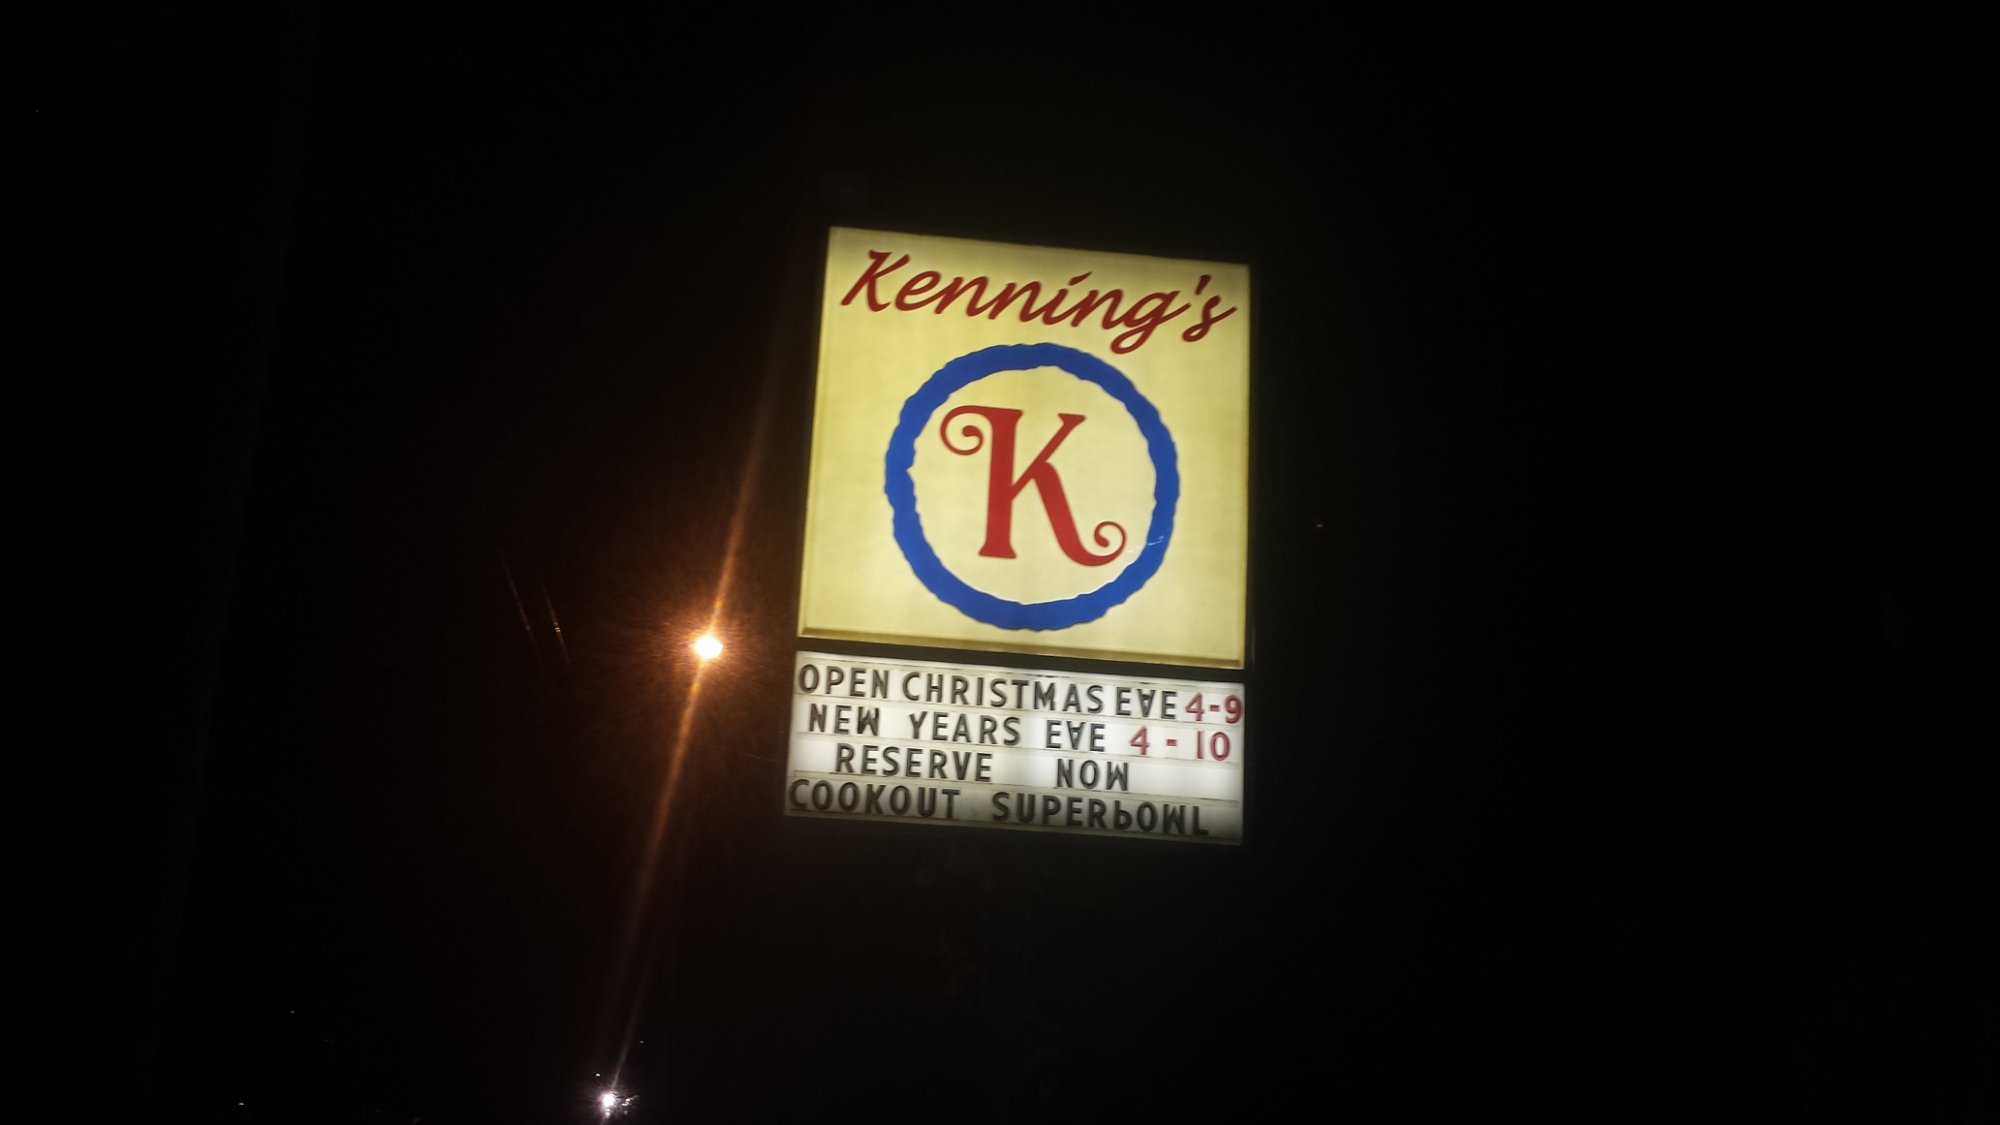 Kenning's
K
OPEN CHRISTMAS EVE 4-9
NEW YEARS EVE 4-10
RESERVE NOW
COOKOUT SUPERbOWL